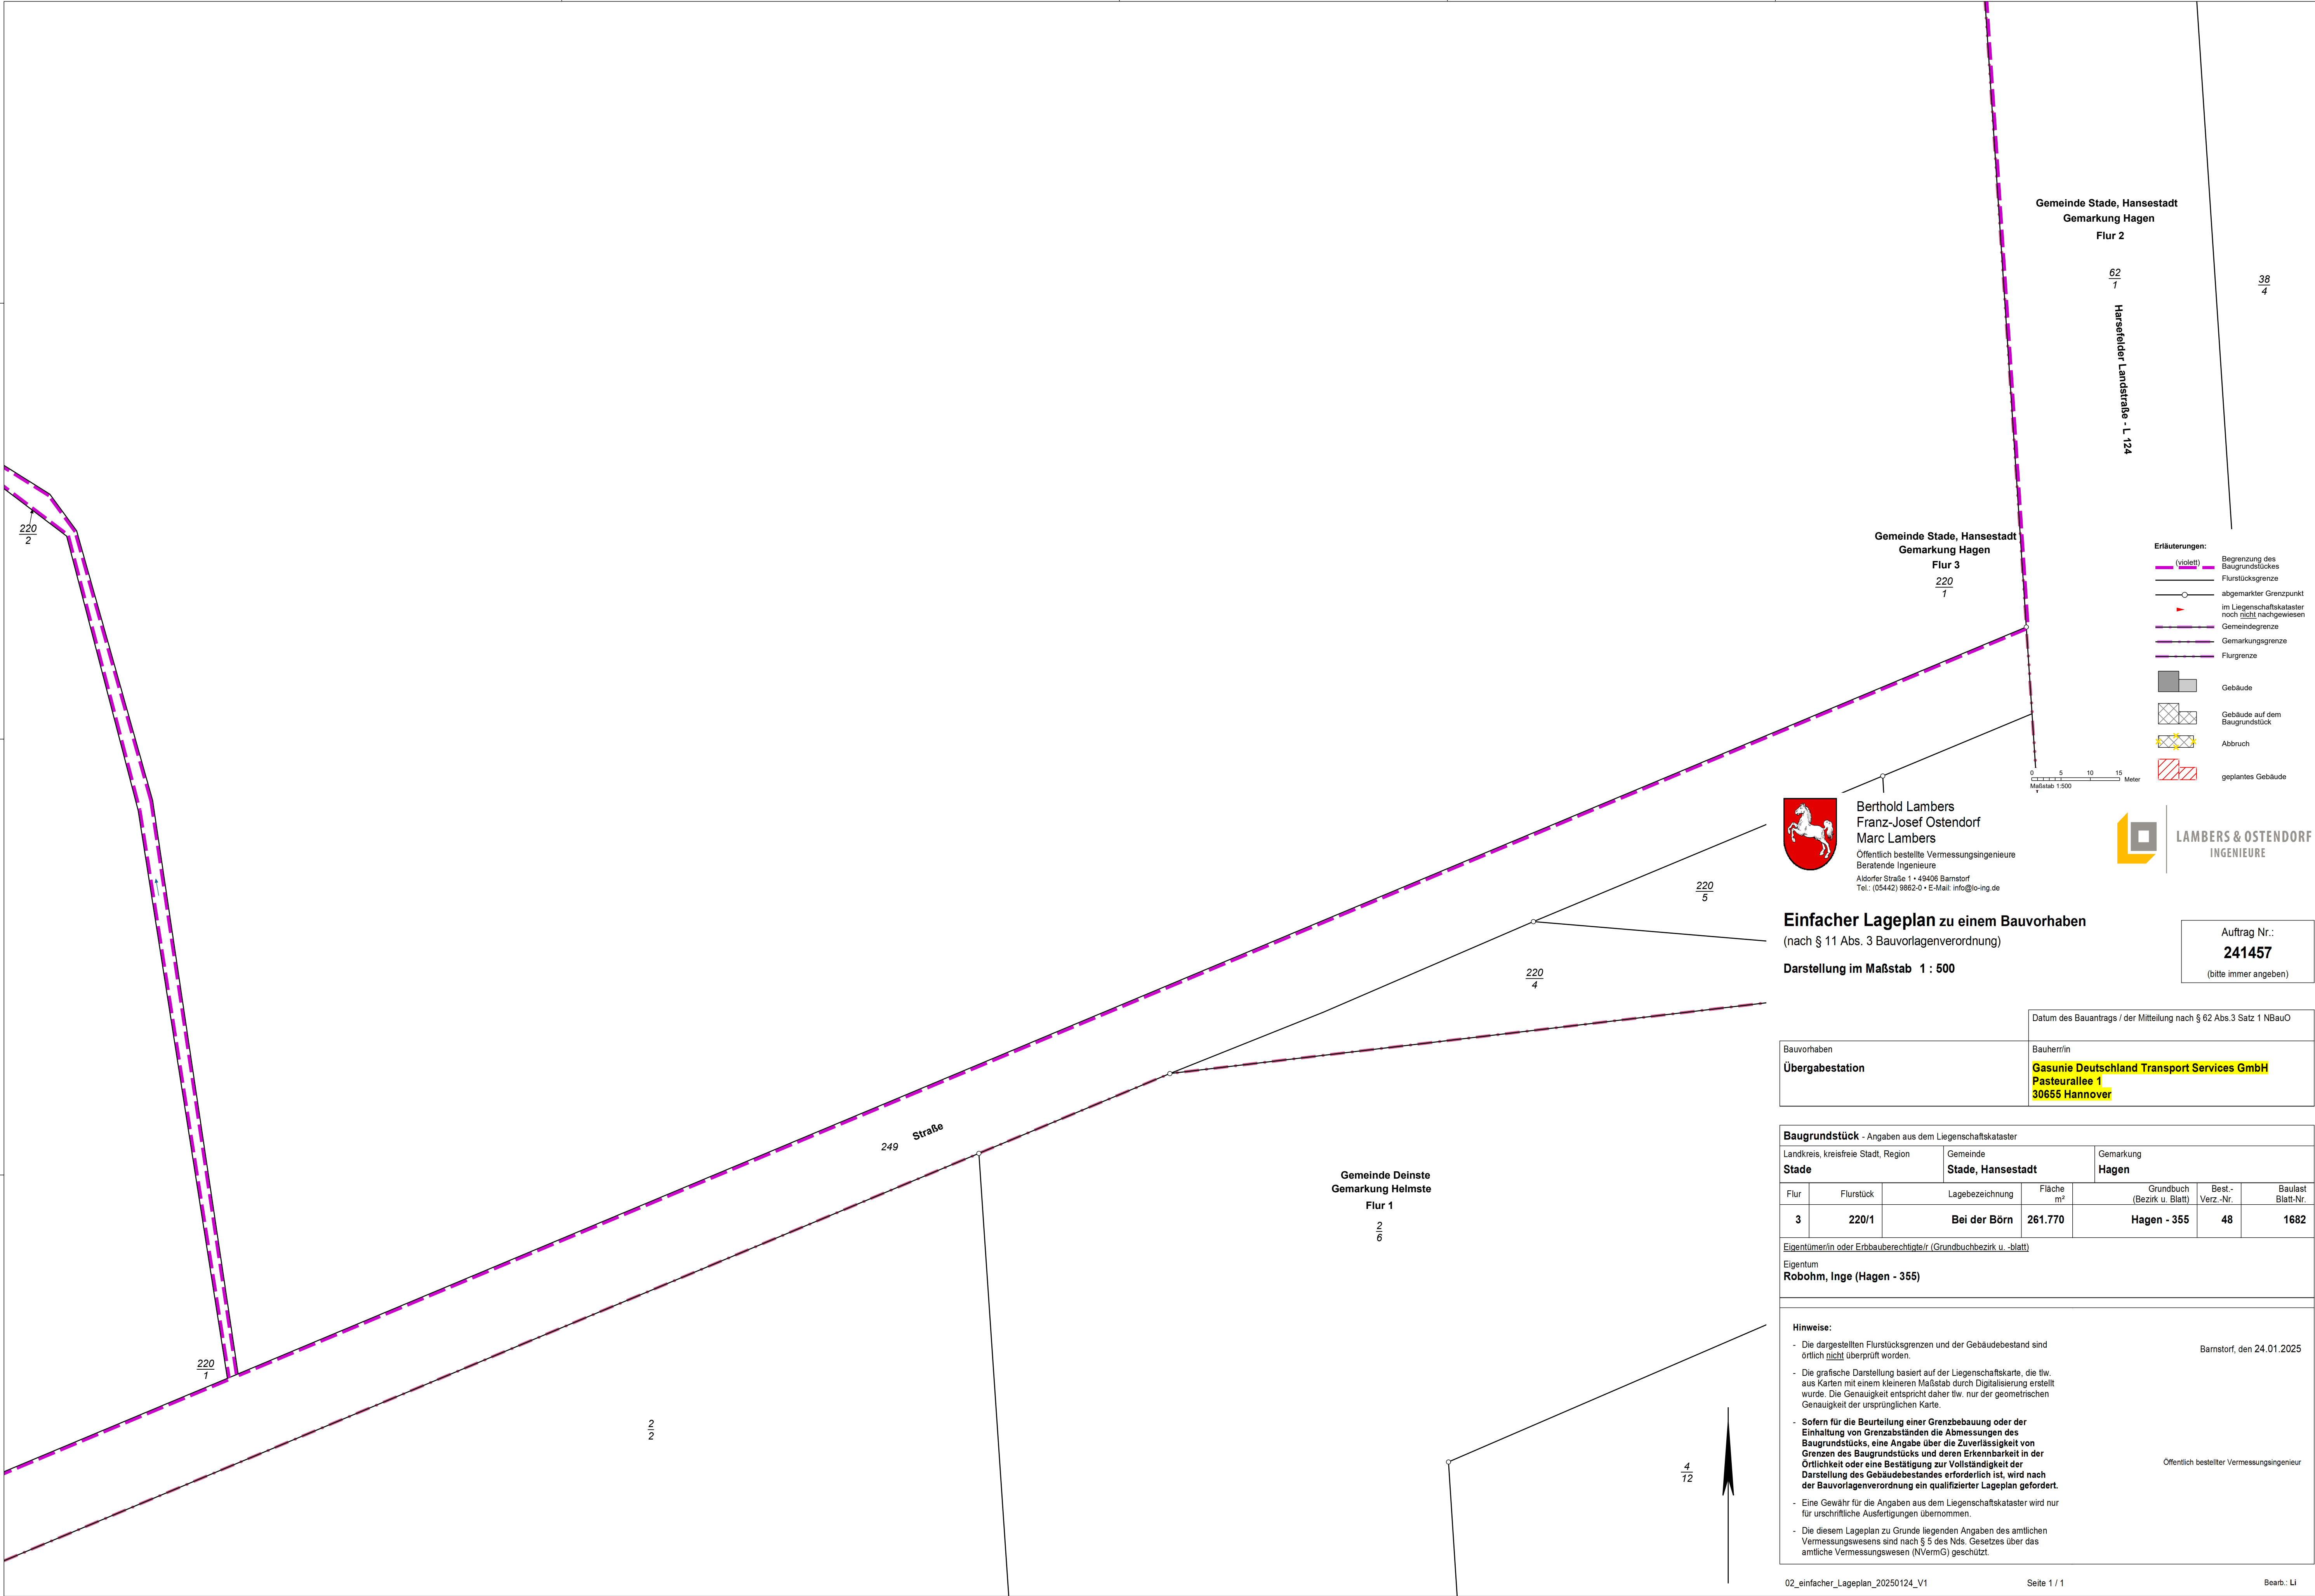 Gemeinde Stade, Hansestadt
Gemarkung Hagen
Flur 2
62
1
38
4
Harsefelder Landstraße - L 124
220
2
Gemeinde Stade, Hansestadt
Gemarkung Hagen
Flur 3
220
1
Erläuterungen:
(violett)
Begrenzung des
Baugrundstückes
Flurstücksgrenze
abgemarkter Grenzpunkt
im Liegenschaftskataster
noch nicht nachgewiesen
Gemeindegrenze
Gemarkungsgrenze
Flurgrenze
Gebäude
Gebäude auf dem
Baugrundstück
Abbruch
geplantes Gebäude
0 5 10 15 Meter
Maßstab 1:500
Berthold Lambers
Franz-Josef Ostendorf
Marc Lambers
Öffentlich bestellte Vermessungsingenieure
Beratende Ingenieure
Aldorfer Straße 1 • 49406 Barnstorf
Tel.: (05442) 9862-0 • E-Mail: info@lo-ing.de
LAMBERS & OSTENDORF
INGENIEURE
220
5
220
4
Einfacher Lageplan zu einem Bauvorhaben
(nach § 11 Abs. 3 Bauvorlagenverordnung)
Darstellung im Maßstab 1 : 500
Auftrag Nr.:
241457
(bitte immer angeben)
Datum des Bauantrags / der Mitteilung nach § 62 Abs.3 Satz 1 NBauO
Bauvorhaben
Übergabestation
Bauherr/in
Gasunie Deutschland Transport Services GmbH
Pasteurallee 1
30655 Hannover
249
Straße
Gemeinde Deinste
Gemarkung Helmste
Flur 1
2
6
220
1
2
2
4
12
Baugrundstück - Angaben aus dem Liegenschaftskataster
Landkreis, kreisfreie Stadt, Region Gemeinde Gemarkung
Stade Stade, Hansestadt Hagen
Flur Flurstück Lagebezeichnung Fläche m² Grundbuch (Bezirk u. Blatt) Best.- Verz.-Nr. Baulast Blatt-Nr.
3 220/1 Bei der Börn 261.770 Hagen - 355 48 1682
Eigentümer/in oder Erbbauberechtigte/r (Grundbuchbezirk u. -blatt)
Eigentum
Robohm, Inge (Hagen - 355)
Hinweise:
- Die dargestellten Flurstücksgrenzen und der Gebäudebestand sind
örtlich nicht überprüft worden.
Barnstorf, den 24.01.2025
- Die grafische Darstellung basiert auf der Liegenschaftskarte, die tlw.
aus Karten mit einem kleineren Maßstab durch Digitalisierung erstellt
wurde. Die Genauigkeit entspricht daher tlw. nur der geometrischen
Genauigkeit der ursprünglichen Karte.
- Sofern für die Beurteilung einer Grenzbebauung oder der
Einhaltung von Grenzabständen die Abmessungen des
Baugrundstücks, eine Angabe über die Zuverlässigkeit von
Grenzen des Baugrundstücks und deren Erkennbarkeit in der
Örtlichkeit oder eine Bestätigung zur Vollständigkeit der
Darstellung des Gebäudebestandes erforderlich ist, wird nach
der Bauvorlagenverordnung ein qualifizierter Lageplan gefordert.
Öffentlich bestellter Vermessungsingenieur
- Eine Gewähr für die Angaben aus dem Liegenschaftskataster wird nur
für urschriftliche Ausfertigungen übernommen.
- Die diesem Lageplan zu Grunde liegenden Angaben des amtlichen
Vermessungswesens sind nach § 5 des Nds. Gesetzes über das
amtliche Vermessungswesen (NVermG) geschützt.
02_einfacher_Lageplan_20250124_V1 Seite 1 / 1 Bearb.: Li